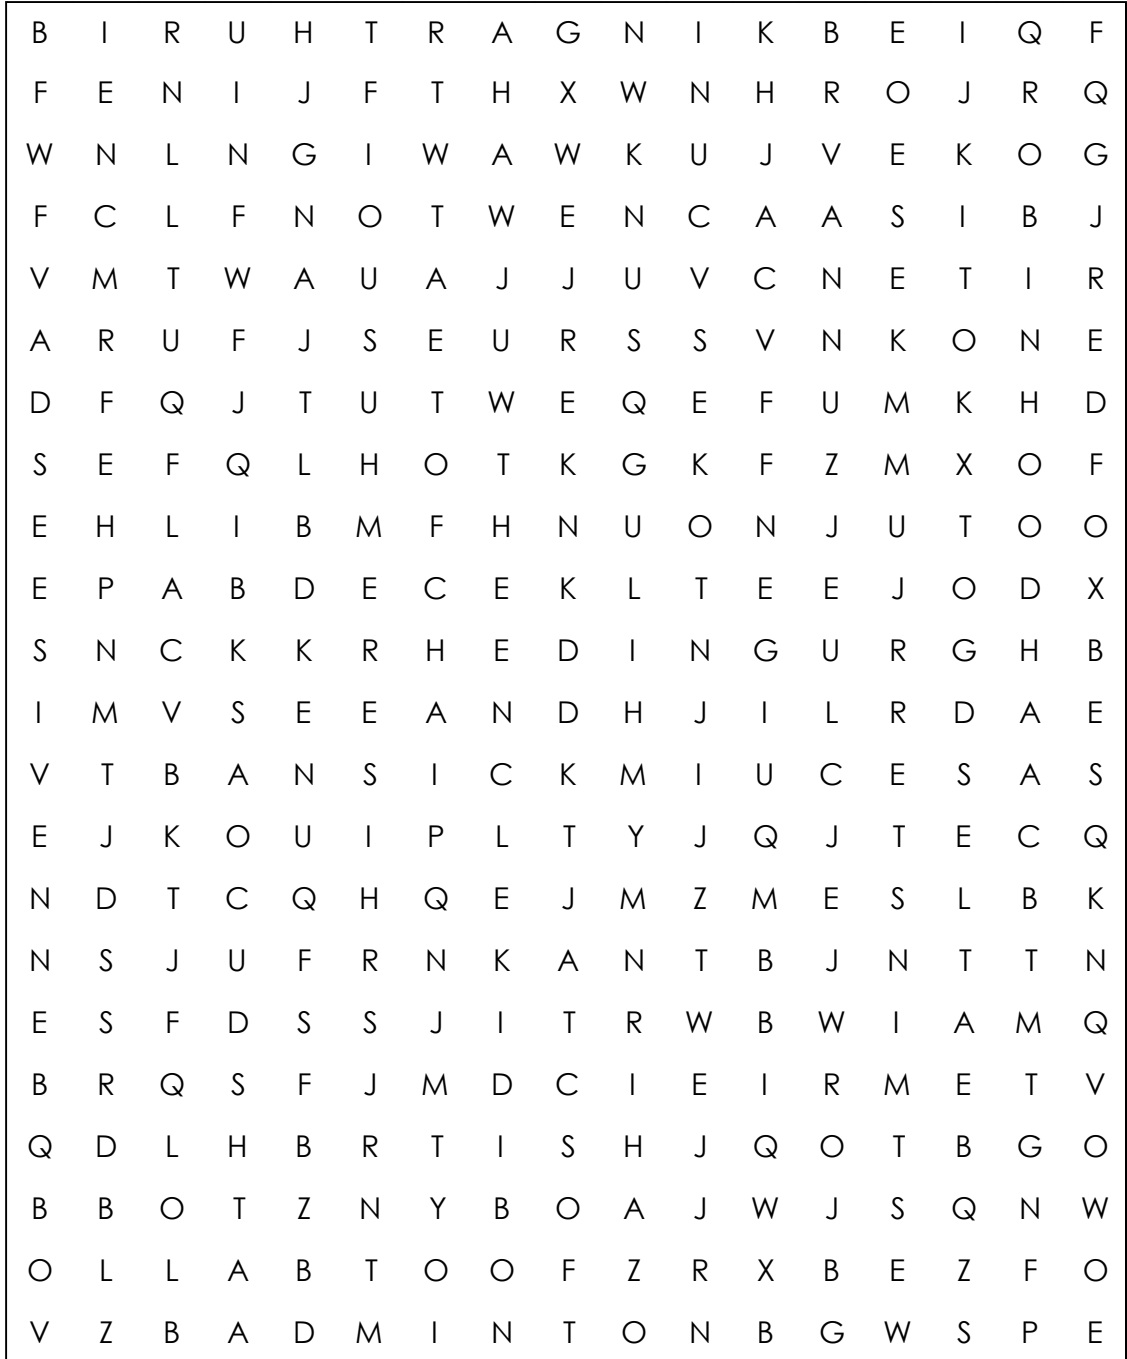 B I R U H T R A G N I K B E I Q F
F E N I J F T H X W N H R O J R Q
W N L N G I W A W K U J V E K O G
F C L F N O T W E N C A A S I B J
V M T W A U A J J U V C N E T I R
A R U F J S E U R S S V N K O N E
D F Q J T U T W E Q E F U M K H D
S E F Q L H O T K G K F Z M X O F
E H L I B M F H N U O N J U T O O
E P A B D E C E K L T E E J O D X
S N C K K R H E D I N G U R G H B
I M V S E E A N D H J I L R D A E
V T B A N S I C K M I U C E S A S
E J K O U I P L T Y J Q J T E C Q
N D T C Q H Q E J M Z M E S L B K
N S J U F R N K A N T B J N T T N
E S F D S S J I T R W B W I A M Q
B R Q S F J M D C I E I R M E T V
Q D L H B R T I S H J Q O T B G O
B B O T Z N Y B O A J W J S Q N W
O L L A B T O O F Z R X B E Z F O
V Z B A D M I N T O N B G W S P E